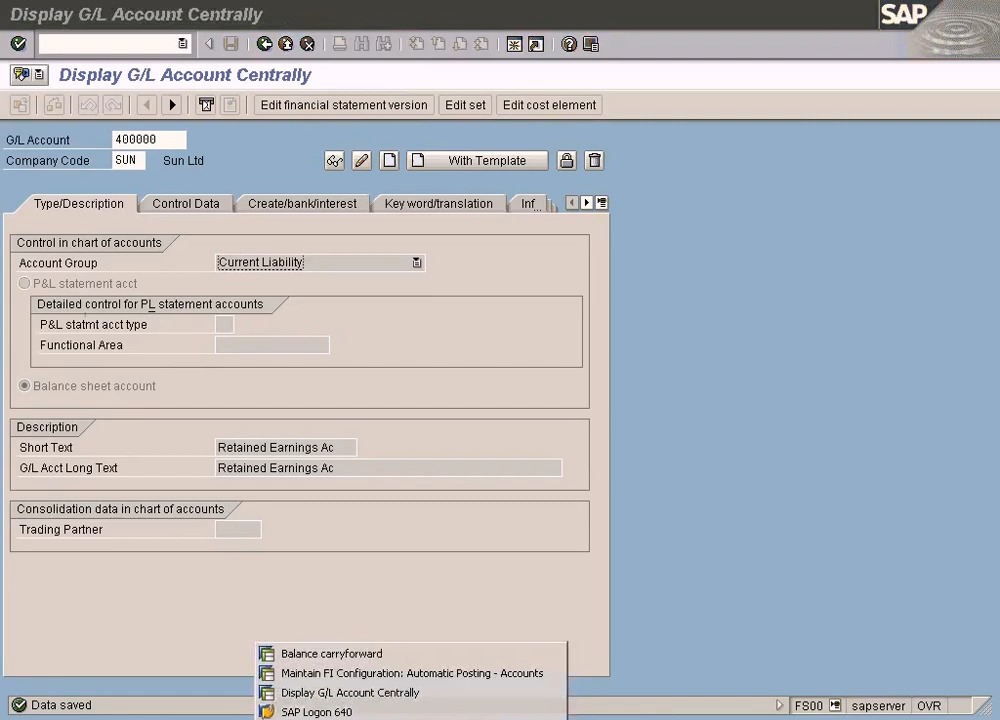 Display G/L Account Centrally
SAP
Display G/L Account Centrally
Edit financial statement version Edit set Edit cost element
G/L Account 400000
Company Code SUN Sun Ltd With Template
Type/Description Control Data Create/bank/interest Key word/translation Inf...
Control in chart of accounts
Account Group Current Liability
P&L statement acct
Detailed control for PL statement accounts
P&L statmt acct type
Functional Area
Balance sheet account
Description
Short Text Retained Earnings Ac
G/L Acct Long Text Retained Earnings Ac
Consolidation data in chart of accounts
Trading Partner
Balance carryforward
Maintain FI Configuration: Automatic Posting - Accounts
Display G/L Account Centrally
SAP Logon 640
Data saved FS00 sapserver OVR